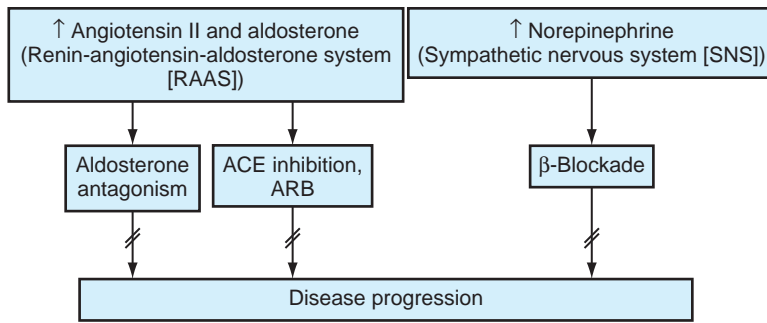 ↑ Angiotensin II and aldosterone
(Renin-angiotensin-aldosterone system
[RAAS])
↑ Norepinephrine
(Sympathetic nervous system [SNS])
Aldosterone
antagonism
ACE inhibition,
ARB
β-Blockade
Disease progression